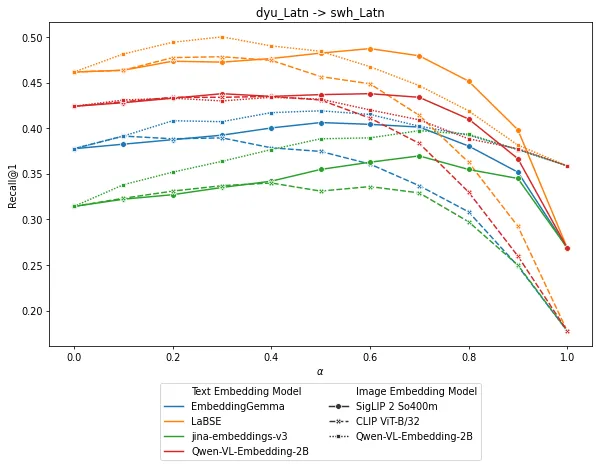 dyu_Latn -> swh_Latn
0.50
0.45
0.40
0.35
0.30
0.25
0.20
Recall@1
0.0 0.2 0.4 0.6 0.8 1.0
α
Text Embedding Model
EmbeddingGemma
LaBSE
jina-embeddings-v3
Qwen-VL-Embedding-2B
Image Embedding Model
SigLIP 2 So400m
CLIP ViT-B/32
Qwen-VL-Embedding-2B